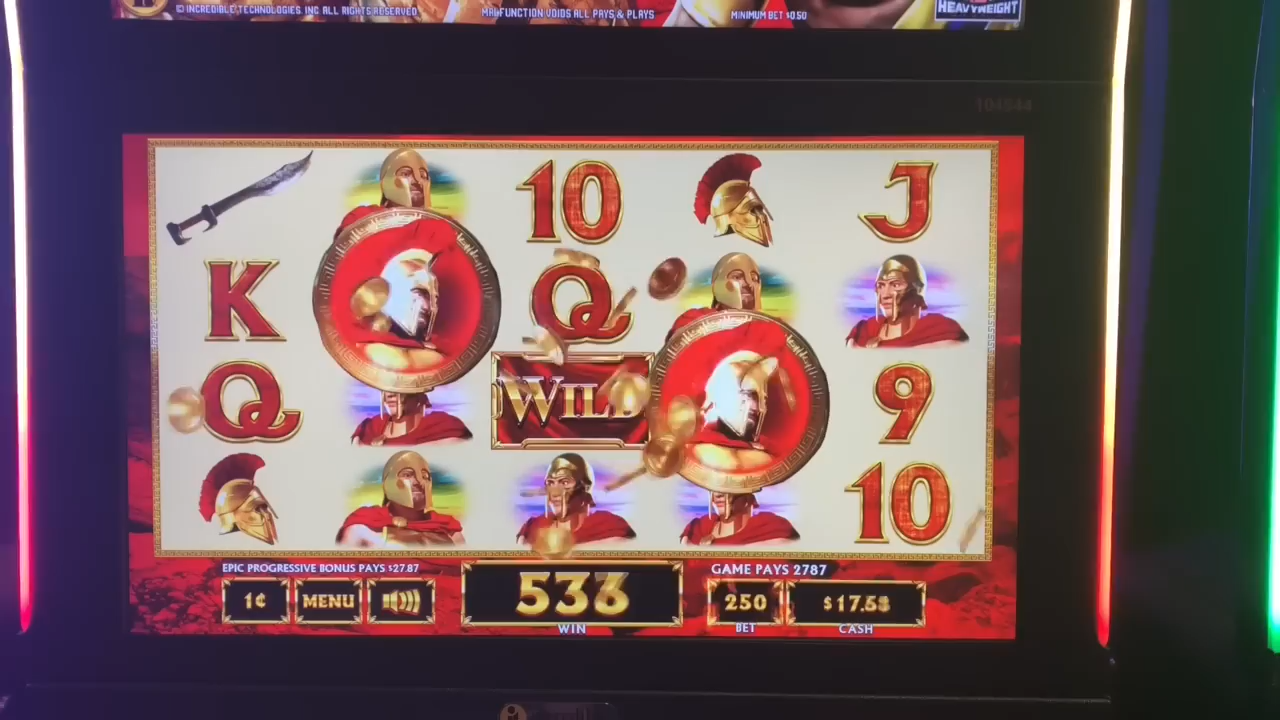 © INCREDIBLE TECHNOLOGIES, INC. ALL RIGHTS RESERVED
MALFUNCTION VOIDS ALL PAYS & PLAYS
MINIMUM BET $0.50
HEAVYWEIGHT
104544
10
J
K
Q
Q
WILD
9
10
EPIC PROGRESSIVE BONUS PAYS $27.87
GAME PAYS 2787
1¢
MENU
250
$17.58
WIN
BET
CASH